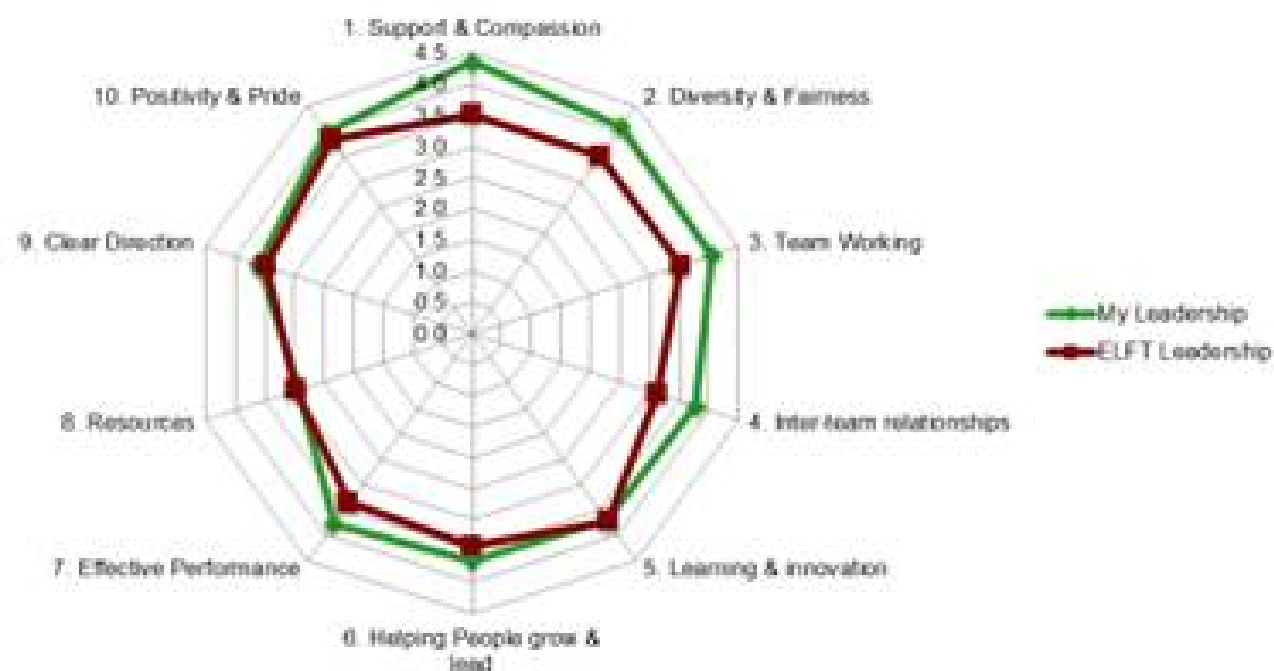 1. Support & Compassion
4.5
4.0
3.5
3.0
2.5
2.0
1.5
1.0
0.5
0.0
2. Diversity & Fairness
3. Team Working
4. Inter-team relationships
5. Learning & innovation
6. Helping People grow &
lead
7. Effective Performance
8. Resources
9. Clear Direction
10. Positivity & Pride
My Leadership
ELFT Leadership